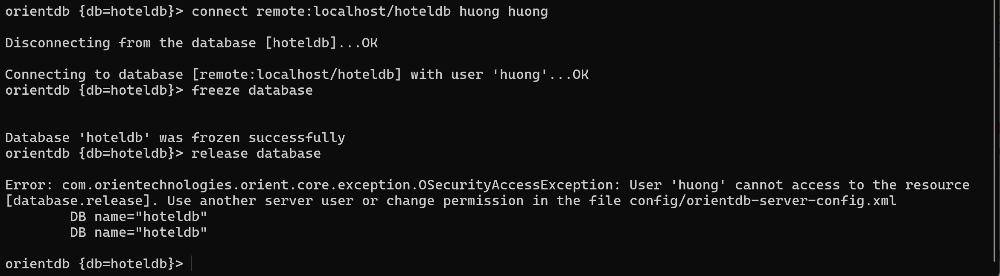 orientdb {db=hoteldb}> connect remote:localhost/hoteldb huong huong
Disconnecting from the database [hoteldb]...OK
Connecting to database [remote:localhost/hoteldb] with user 'huong'...OK
orientdb {db=hoteldb}> freeze database
Database 'hoteldb' was frozen successfully
orientdb {db=hoteldb}> release database
Error: com.orientechnologies.orient.core.exception.OSecurityAccessException: User 'huong' cannot access to the resource
[database.release]. Use another server user or change permission in the file config/orientdb-server-config.xml
DB name="hoteldb"
DB name="hoteldb"
orientdb {db=hoteldb}>